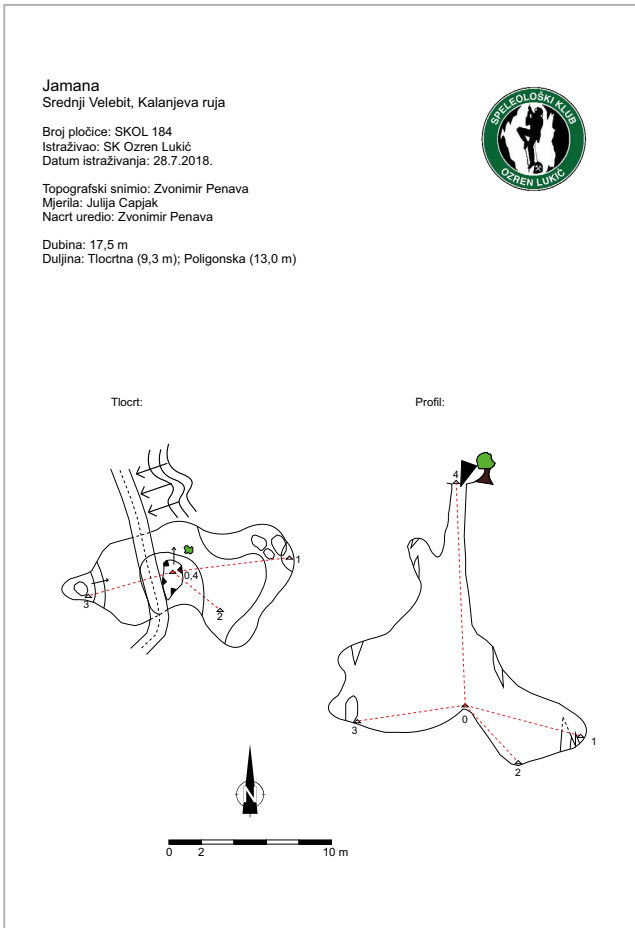 Jamana
Srednji Velebit, Kalanjeva ruja
Broj pločice: SKOL 184
Istraživao: SK Ozren Lukić
Datum istraživanja: 28.7.2018.
Topografski snimio: Zvonimir Penava
Mjerila: Julija Capjak
Nacrt uredio: Zvonimir Penava
Dubina: 17,5 m
Duljina: Tlocrtna (9,3 m); Poligonska (13,0 m)
SPELEOLOŠKI KLUB
OZREN LUKIĆ
Tlocrt:
Profil:
4
1
0,4
3
2
0
3
1
2
N
0 2 10 m